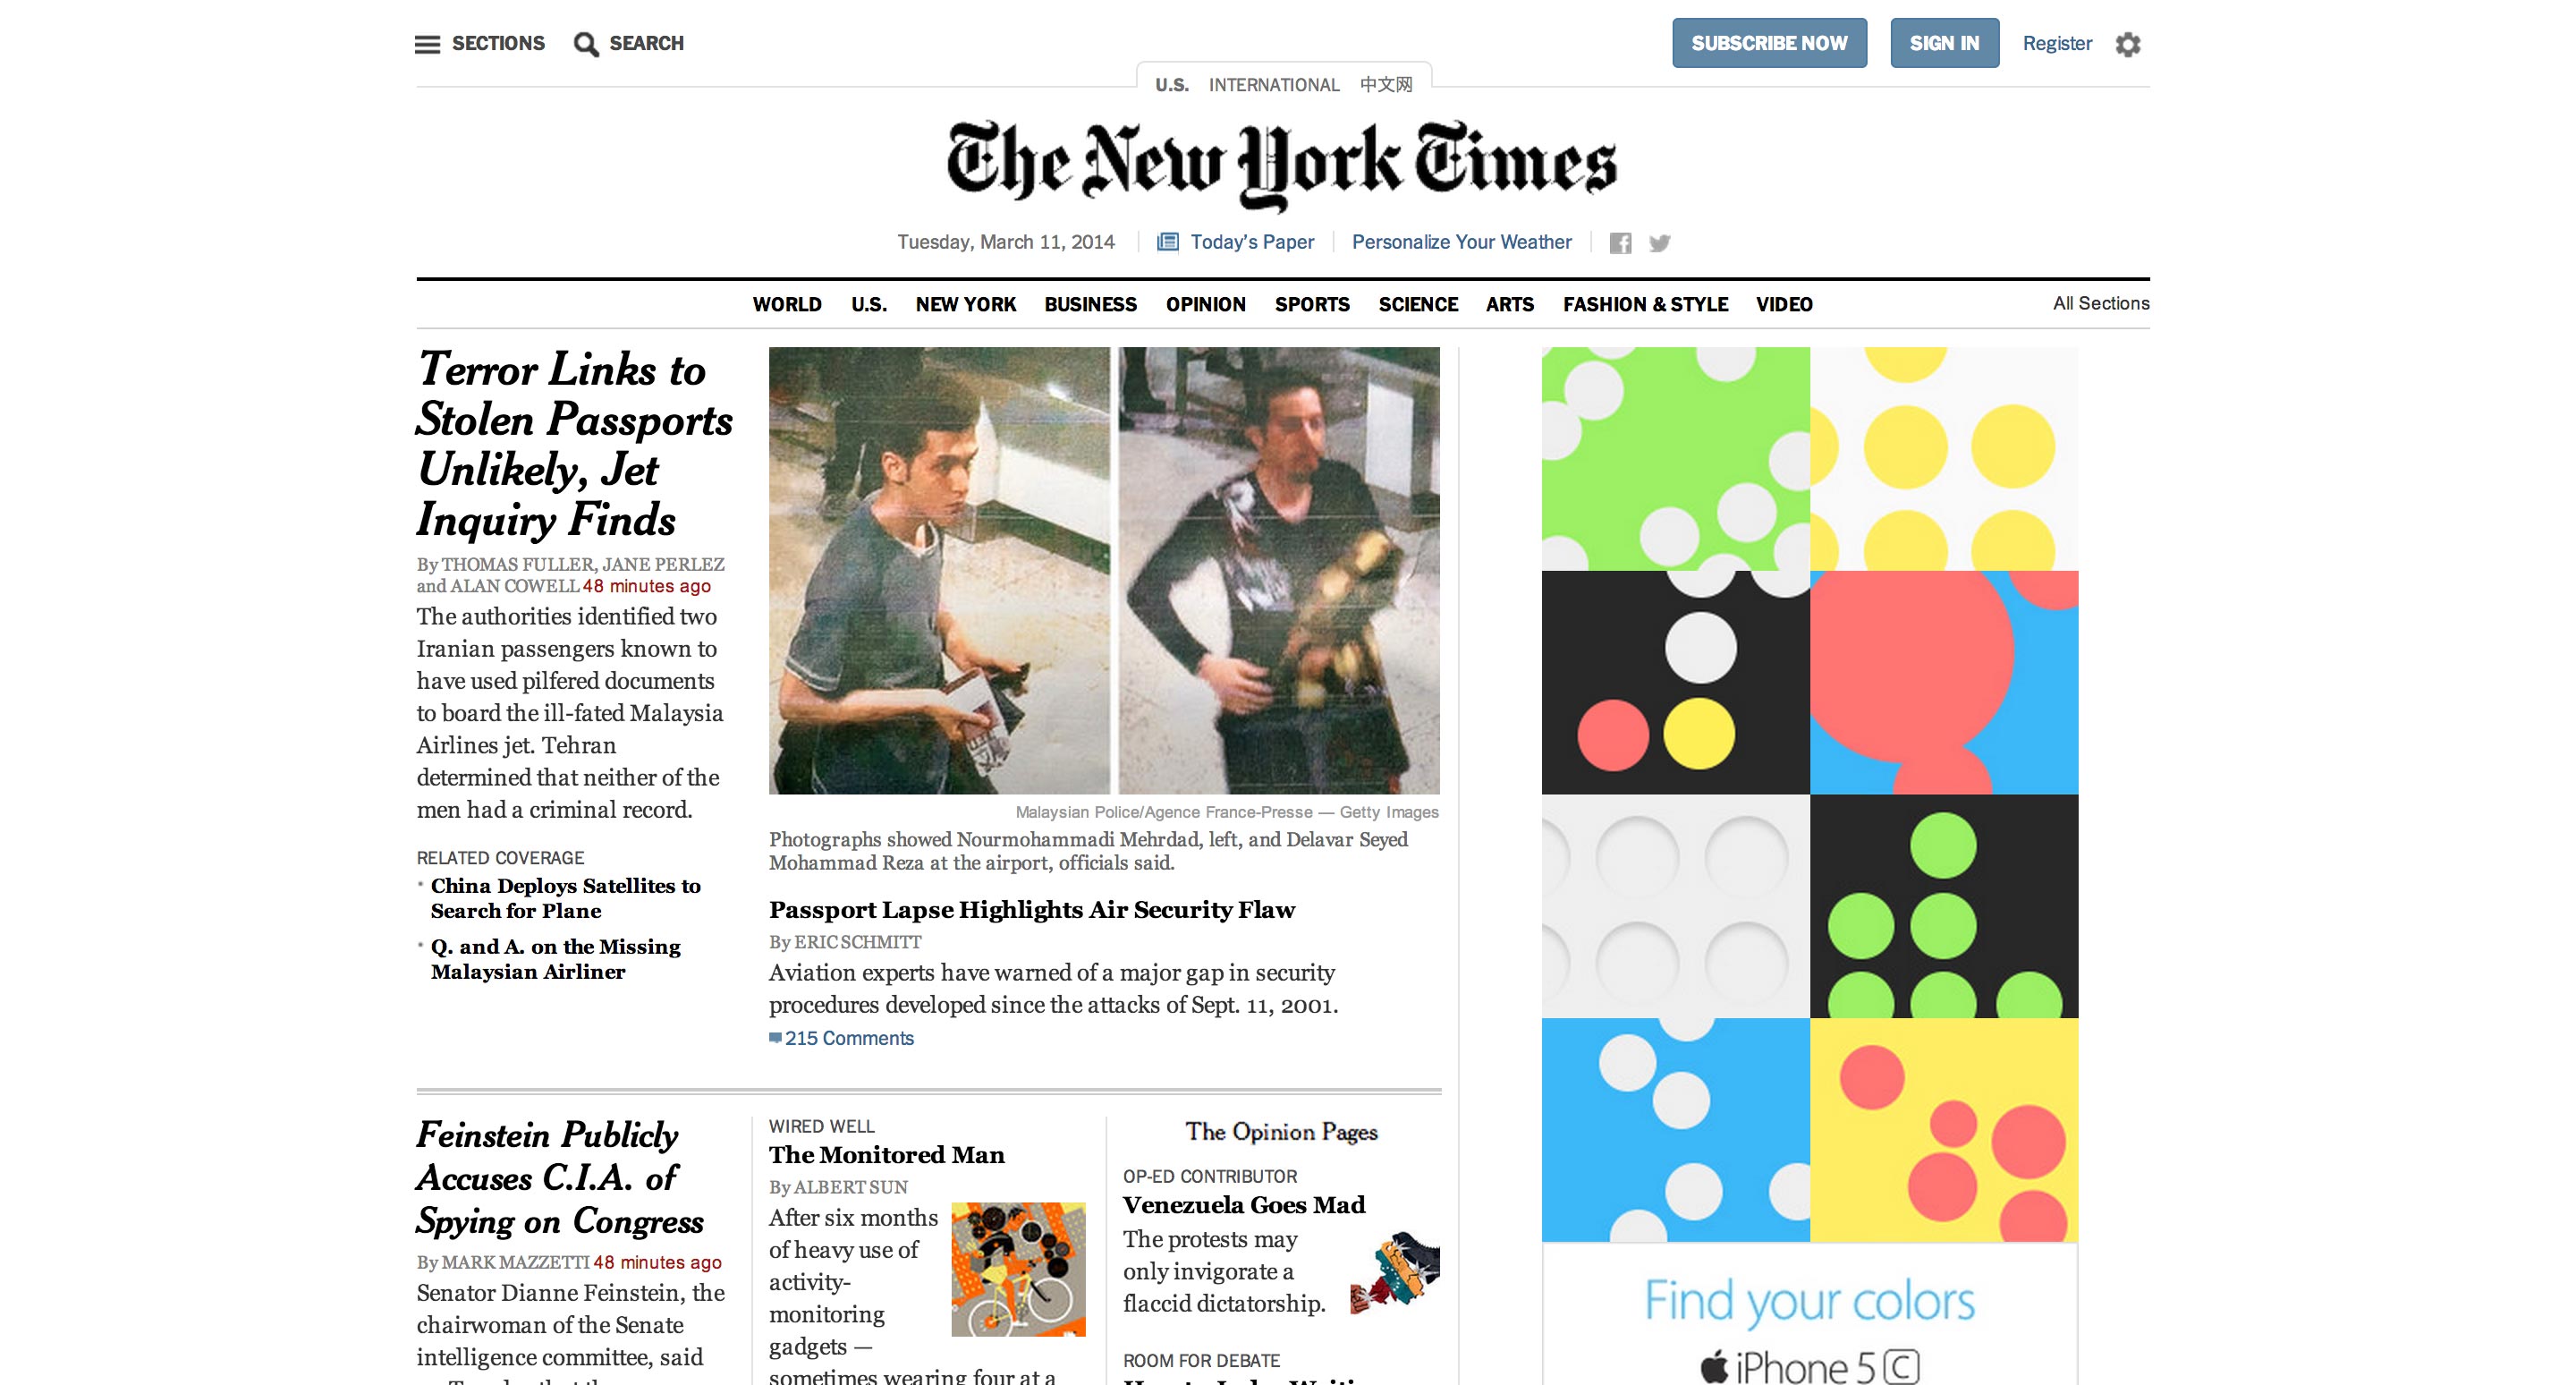 SECTIONS
SEARCH
SUBSCRIBE NOW
SIGN IN
Register
U.S. INTERNATIONAL 中文网
The New York Times
Tuesday, March 11, 2014
Today's Paper
Personalize Your Weather
WORLD U.S. NEW YORK BUSINESS OPINION SPORTS SCIENCE ARTS FASHION & STYLE VIDEO
All Sections
Terror Links to
Stolen Passports
Unlikely, Jet
Inquiry Finds
By THOMAS FULLER, JANE PERLEZ
and ALAN COWELL 48 minutes ago
The authorities identified two
Iranian passengers known to
have used pilfered documents
to board the ill-fated Malaysia
Airlines jet. Tehran
determined that neither of the
men had a criminal record.
RELATED COVERAGE
China Deploys Satellites to
Search for Plane
Q. and A. on the Missing
Malaysian Airliner
Malaysian Police/Agence France-Presse — Getty Images
Photographs showed Nourmohammadi Mehrdad, left, and Delavar Seyed
Mohammad Reza at the airport, officials said.
Passport Lapse Highlights Air Security Flaw
By ERIC SCHMITT
Aviation experts have warned of a major gap in security
procedures developed since the attacks of Sept. 11, 2001.
215 Comments
Feinstein Publicly
Accuses C.I.A. of
Spying on Congress
By MARK MAZZETTI 48 minutes ago
Senator Dianne Feinstein, the
chairwoman of the Senate
intelligence committee, said
WIRED WELL
The Monitored Man
By ALBERT SUN
After six months
of heavy use of
activity-
monitoring
gadgets —
sometimes wearing four at a
The Opinion Pages
OP-ED CONTRIBUTOR
Venezuela Goes Mad
The protests may
only invigorate a
flaccid dictatorship.
ROOM FOR DEBATE
Find your colors
iPhone 5 C